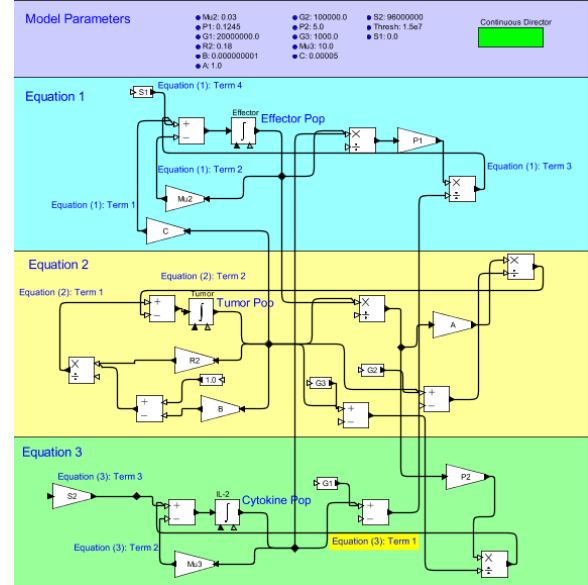 Model Parameters
Mu2: 0.03
P1: 0.1245
G1: 20000000.0
R2: 0.18
B: 0.000000001
A: 1.0
G2: 100000.0
P2: 5.0
G3: 1000.0
Mu3: 10.0
C: 0.00005
S2: 96000000
Thresh: 1.5e7
S1: 0.0
Continuous Director
Equation 1
Equation (1): Term 4
S1
Effector
Effector Pop
P1
Equation (1): Term 3
Equation (1): Term 2
Mu2
Equation (1): Term 1
C
Equation 2
Equation (2): Term 2
Equation (2): Term 1
Tumor
Tumor Pop
A
R2
G2
1.0
G3
B
Equation 3
Equation (3): Term 3
S2
IL-2
Cytokine Pop
G1
P2
Equation (3): Term 1
Equation (3): Term 2
Mu3